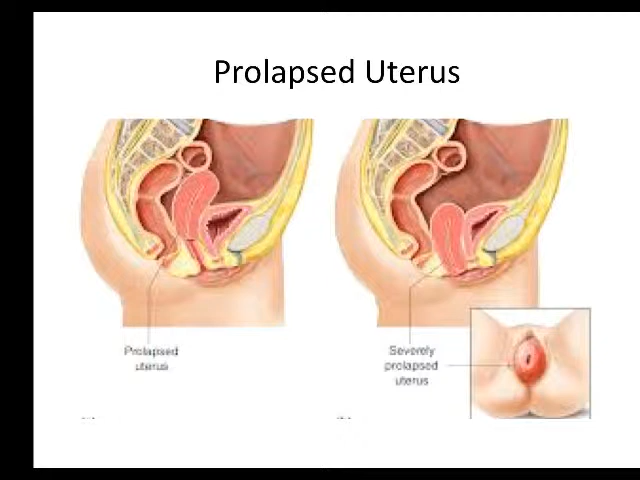 Prolapsed Uterus
Prolapsed
uterus
Severely
prolapsed
uterus